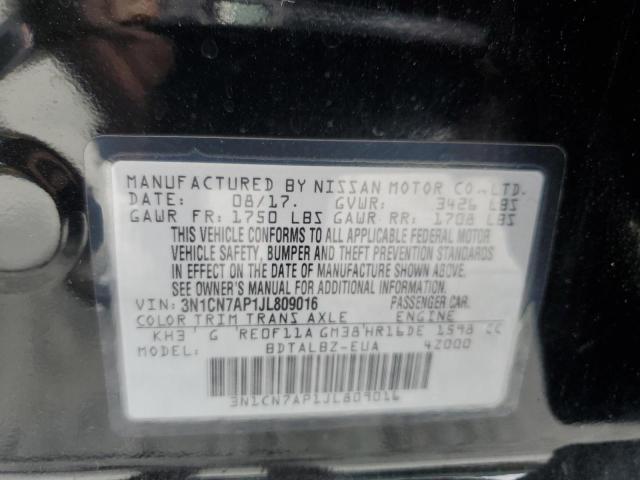 MANUFACTURED BY NISSAN MOTOR CO.,LTD.
DATE: 08/17. GVWR: 3426 LBS
GAWR FR: 1750 LBS GAWR RR: 1708 LBS
THIS VEHICLE CONFORMS TO ALL APPLICABLE FEDERAL MOTOR
VEHICLE SAFETY, BUMPER AND THEFT PREVENTION STANDARDS
IN EFFECT ON THE DATE OF MANUFACTURE SHOWN ABOVE.
SEE OWNER'S MANUAL FOR ADDITIONAL INFORMATION
VIN: 3N1CN7AP1JL809016 PASSENGER CAR.
COLOR TRIM TRANS AXLE ENGINE
KH3 G RE0F11A GM38 HR16DE 1598 CC
MODEL: BDTALBZ-EUA 42000
3N1CN7AP1JL809016